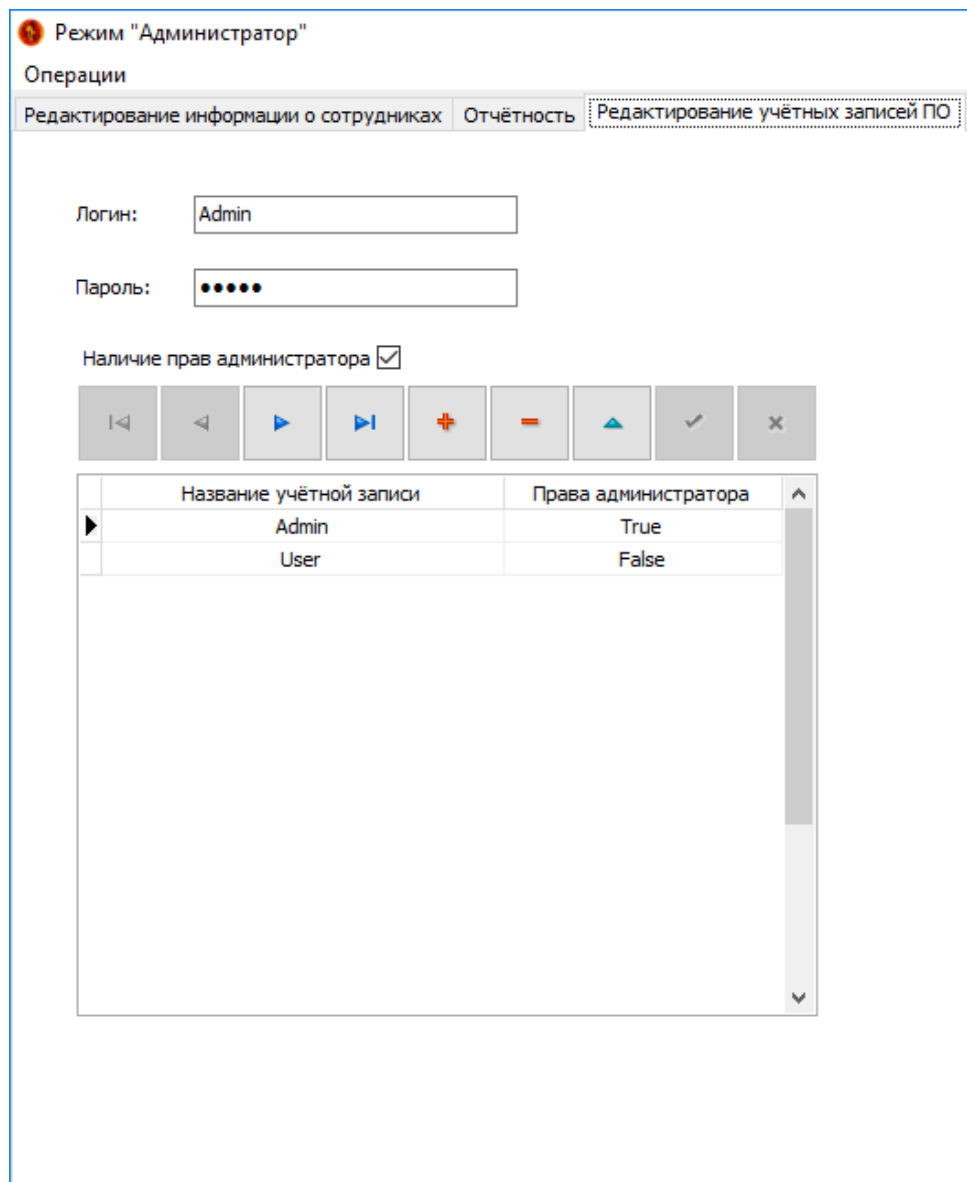 Режим "Администратор"
Операции
Редактирование информации о сотрудниках Отчётность Редактирование учётных записей ПО
Логин: Admin
Пароль: •••••
Наличие прав администратора
Название учётной записи Права администратора
Admin True
User False